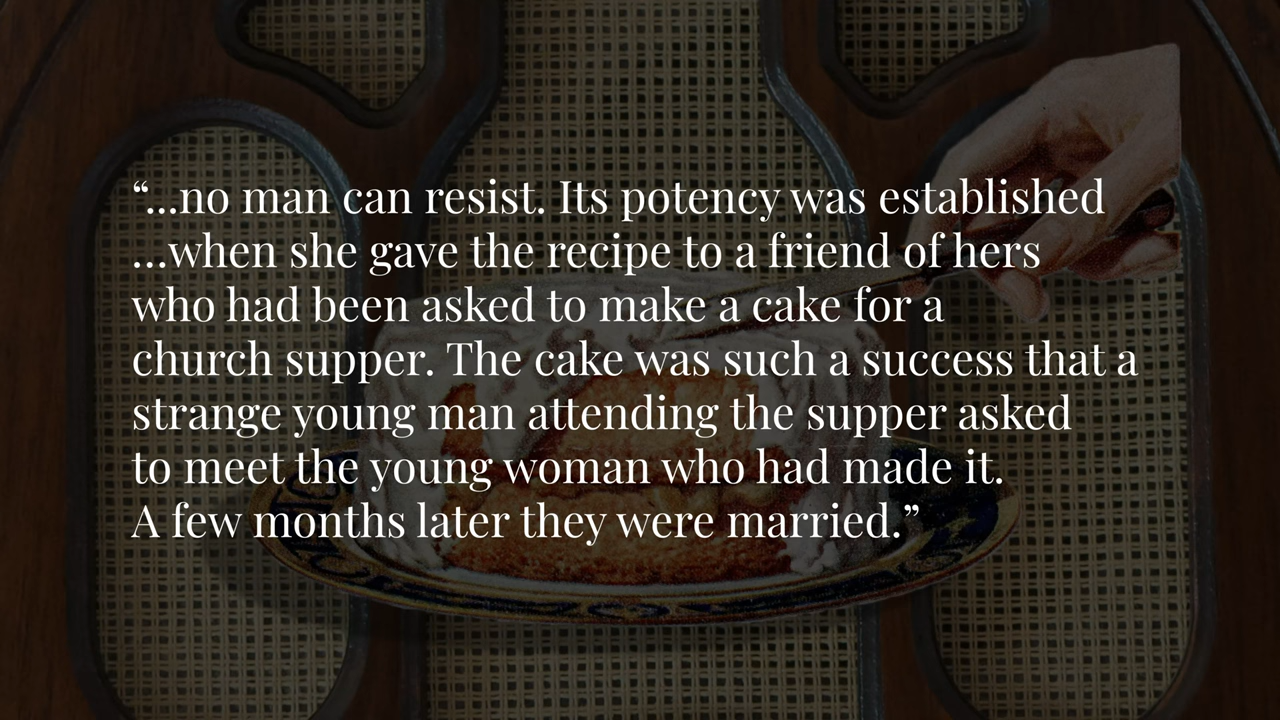 “...no man can resist. Its potency was established
...when she gave the recipe to a friend of hers
who had been asked to make a cake for a
church supper. The cake was such a success that a
strange young man attending the supper asked
to meet the young woman who had made it.
A few months later they were married.”